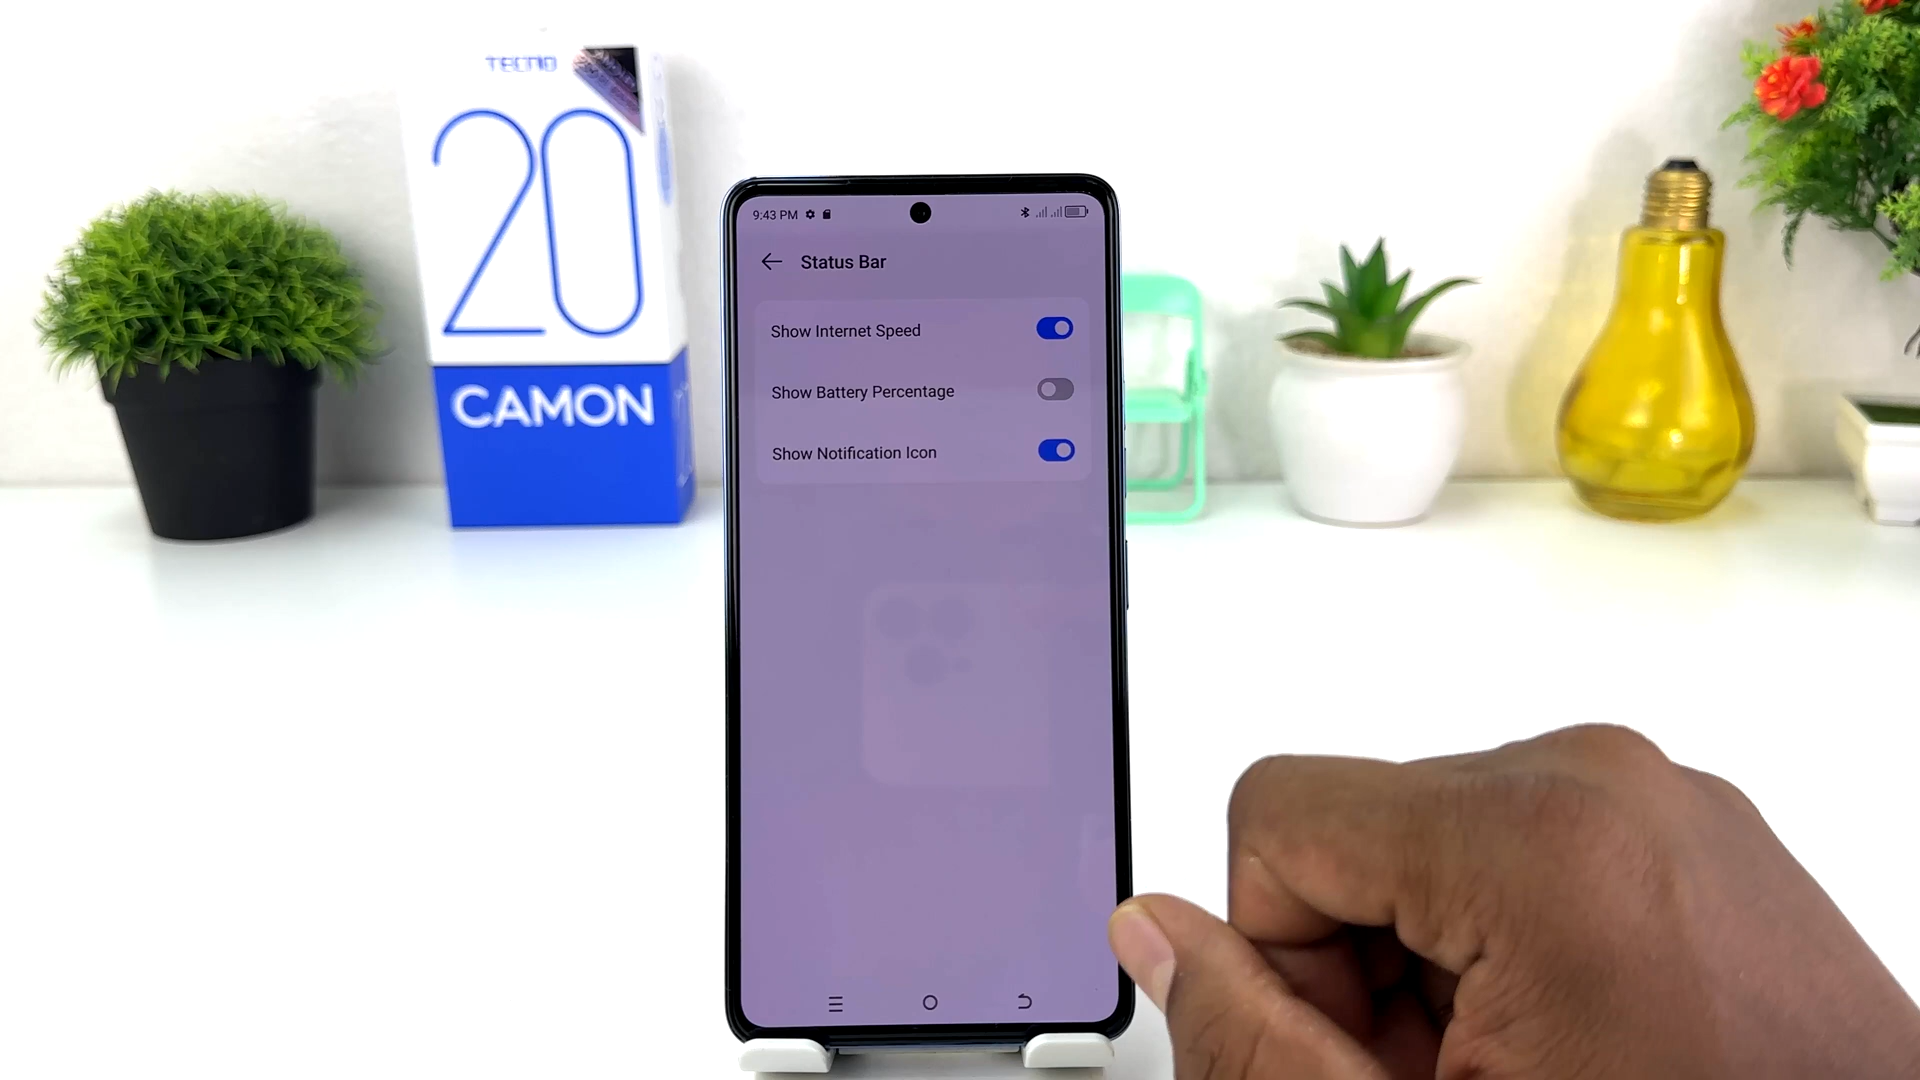 TECNO
20
CAMON
9:43 PM
Status Bar
Show Internet Speed
Show Battery Percentage
Show Notification Icon